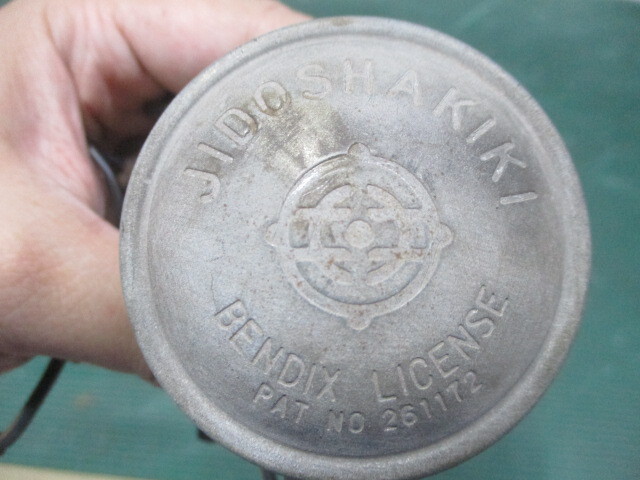 JIDOSHAKIKI
BENDIX LICENSE
PAT NO 261172